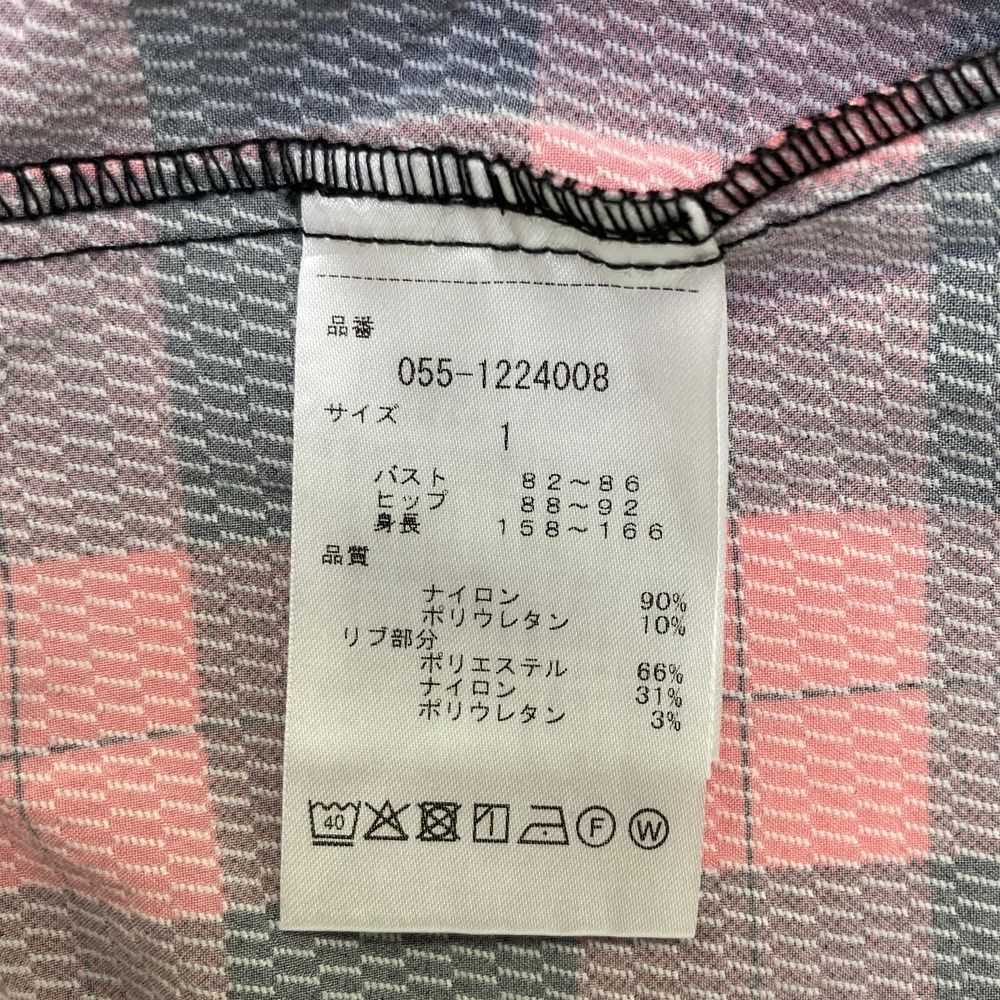 品番
055-1224008
サイズ
1
バスト 82～86
ヒップ 88～92
身長 158～166
品質
ナイロン 90%
ポリウレタン 10%
リブ部分
ポリエステル 66%
ナイロン 31%
ポリウレタン 3%
40 F W